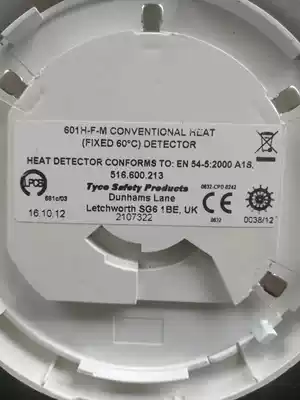 601H-F-M CONVENTIONAL HEAT
(FIXED 60°C) DETECTOR
HEAT DETECTOR CONFORMS TO: EN 54-5:2000 A1S.
516.600.213
LPCB
Tyco Safety Products
0832-CPD-0243
Dunhams Lane
Letchworth SG6 1BE, UK
CE
16.10.12
2107322
0832
0038/12